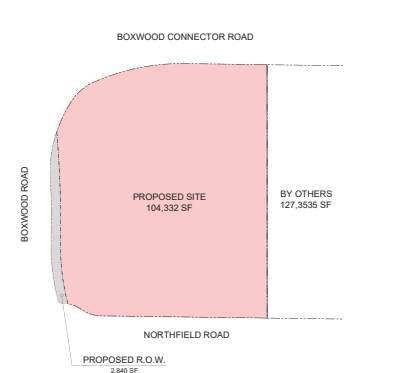 BOXWOOD CONNECTOR ROAD
BOXWOOD ROAD
PROPOSED SITE
104,332 SF
BY OTHERS
127,3535 SF
NORTHFIELD ROAD
PROPOSED R.O.W.
2.840 SF